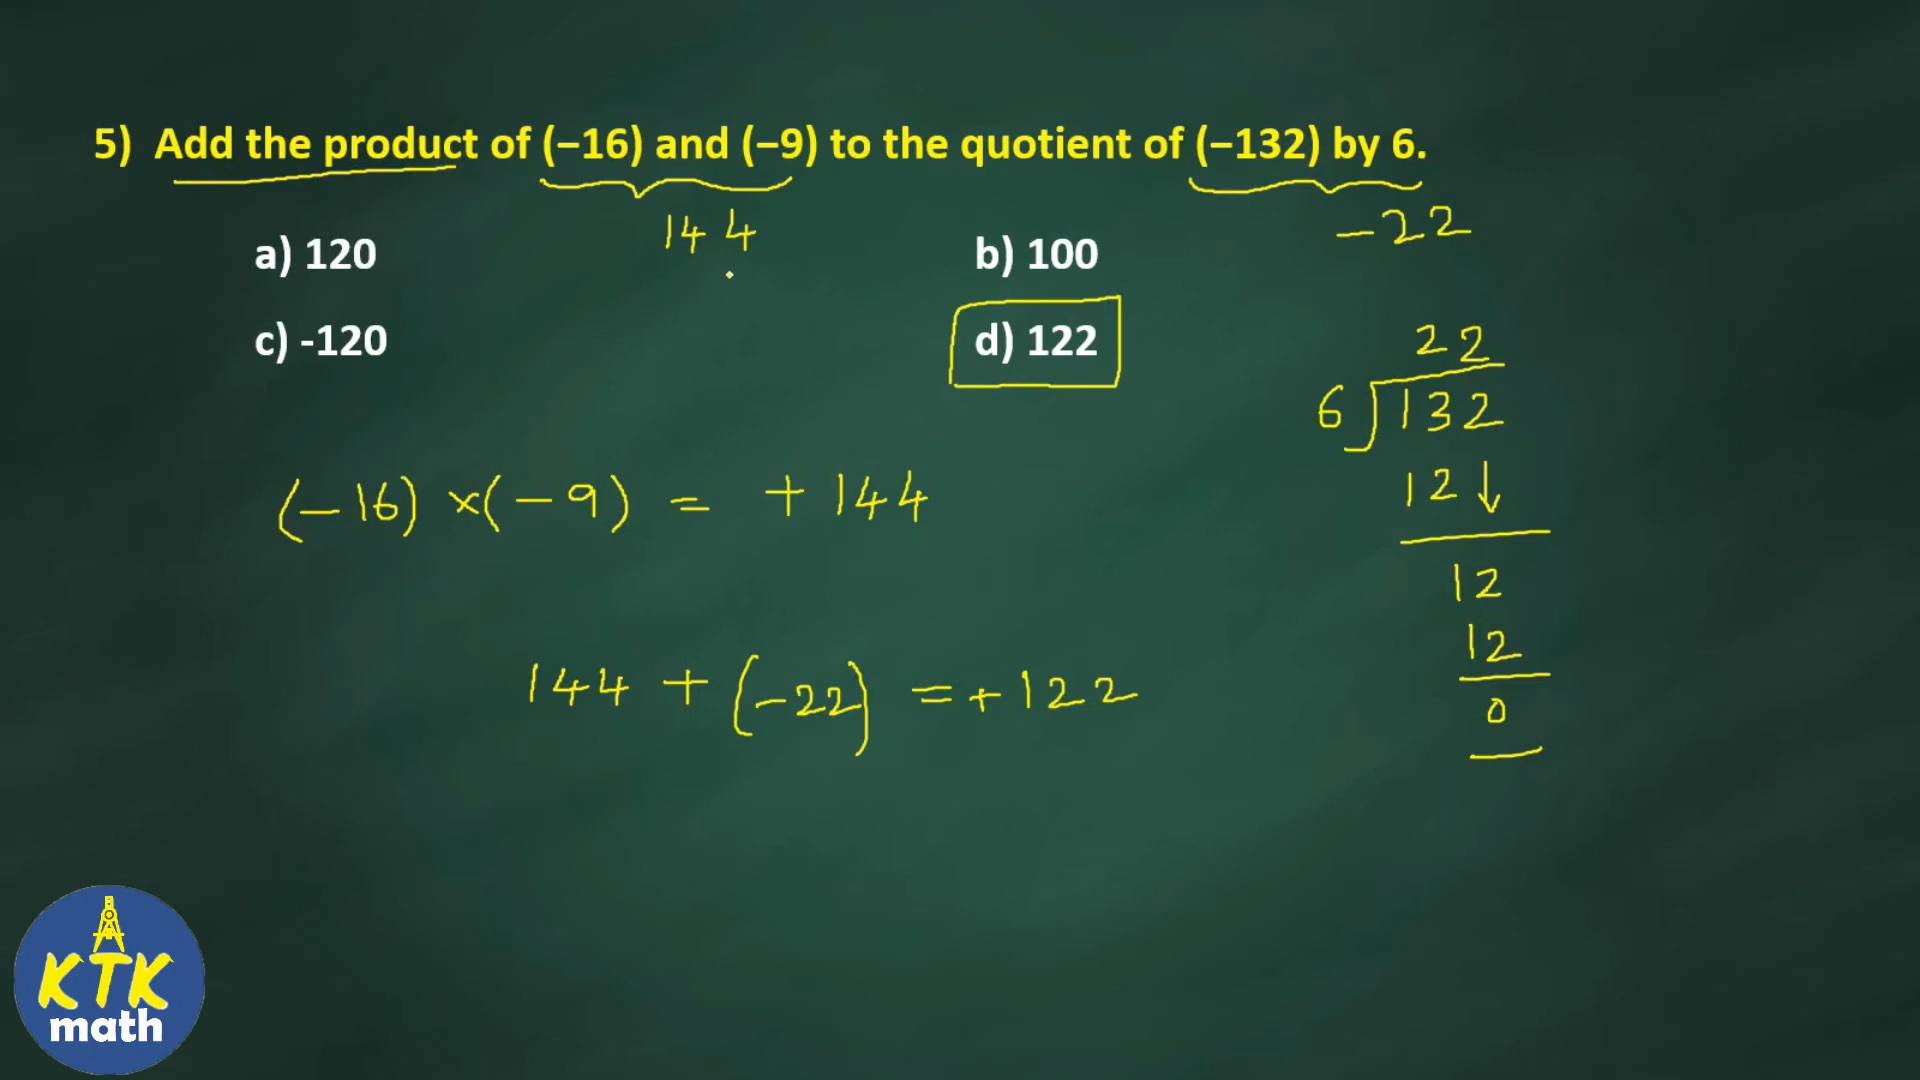 5) Add the product of (−16) and (−9) to the quotient of (−132) by 6.
144
-22
a) 120
b) 100
c) -120
d) 122
22
6 132
12↓
12
12
0
(-16) ×(-9) = +144
144 + (-22) = +122
KTK
math